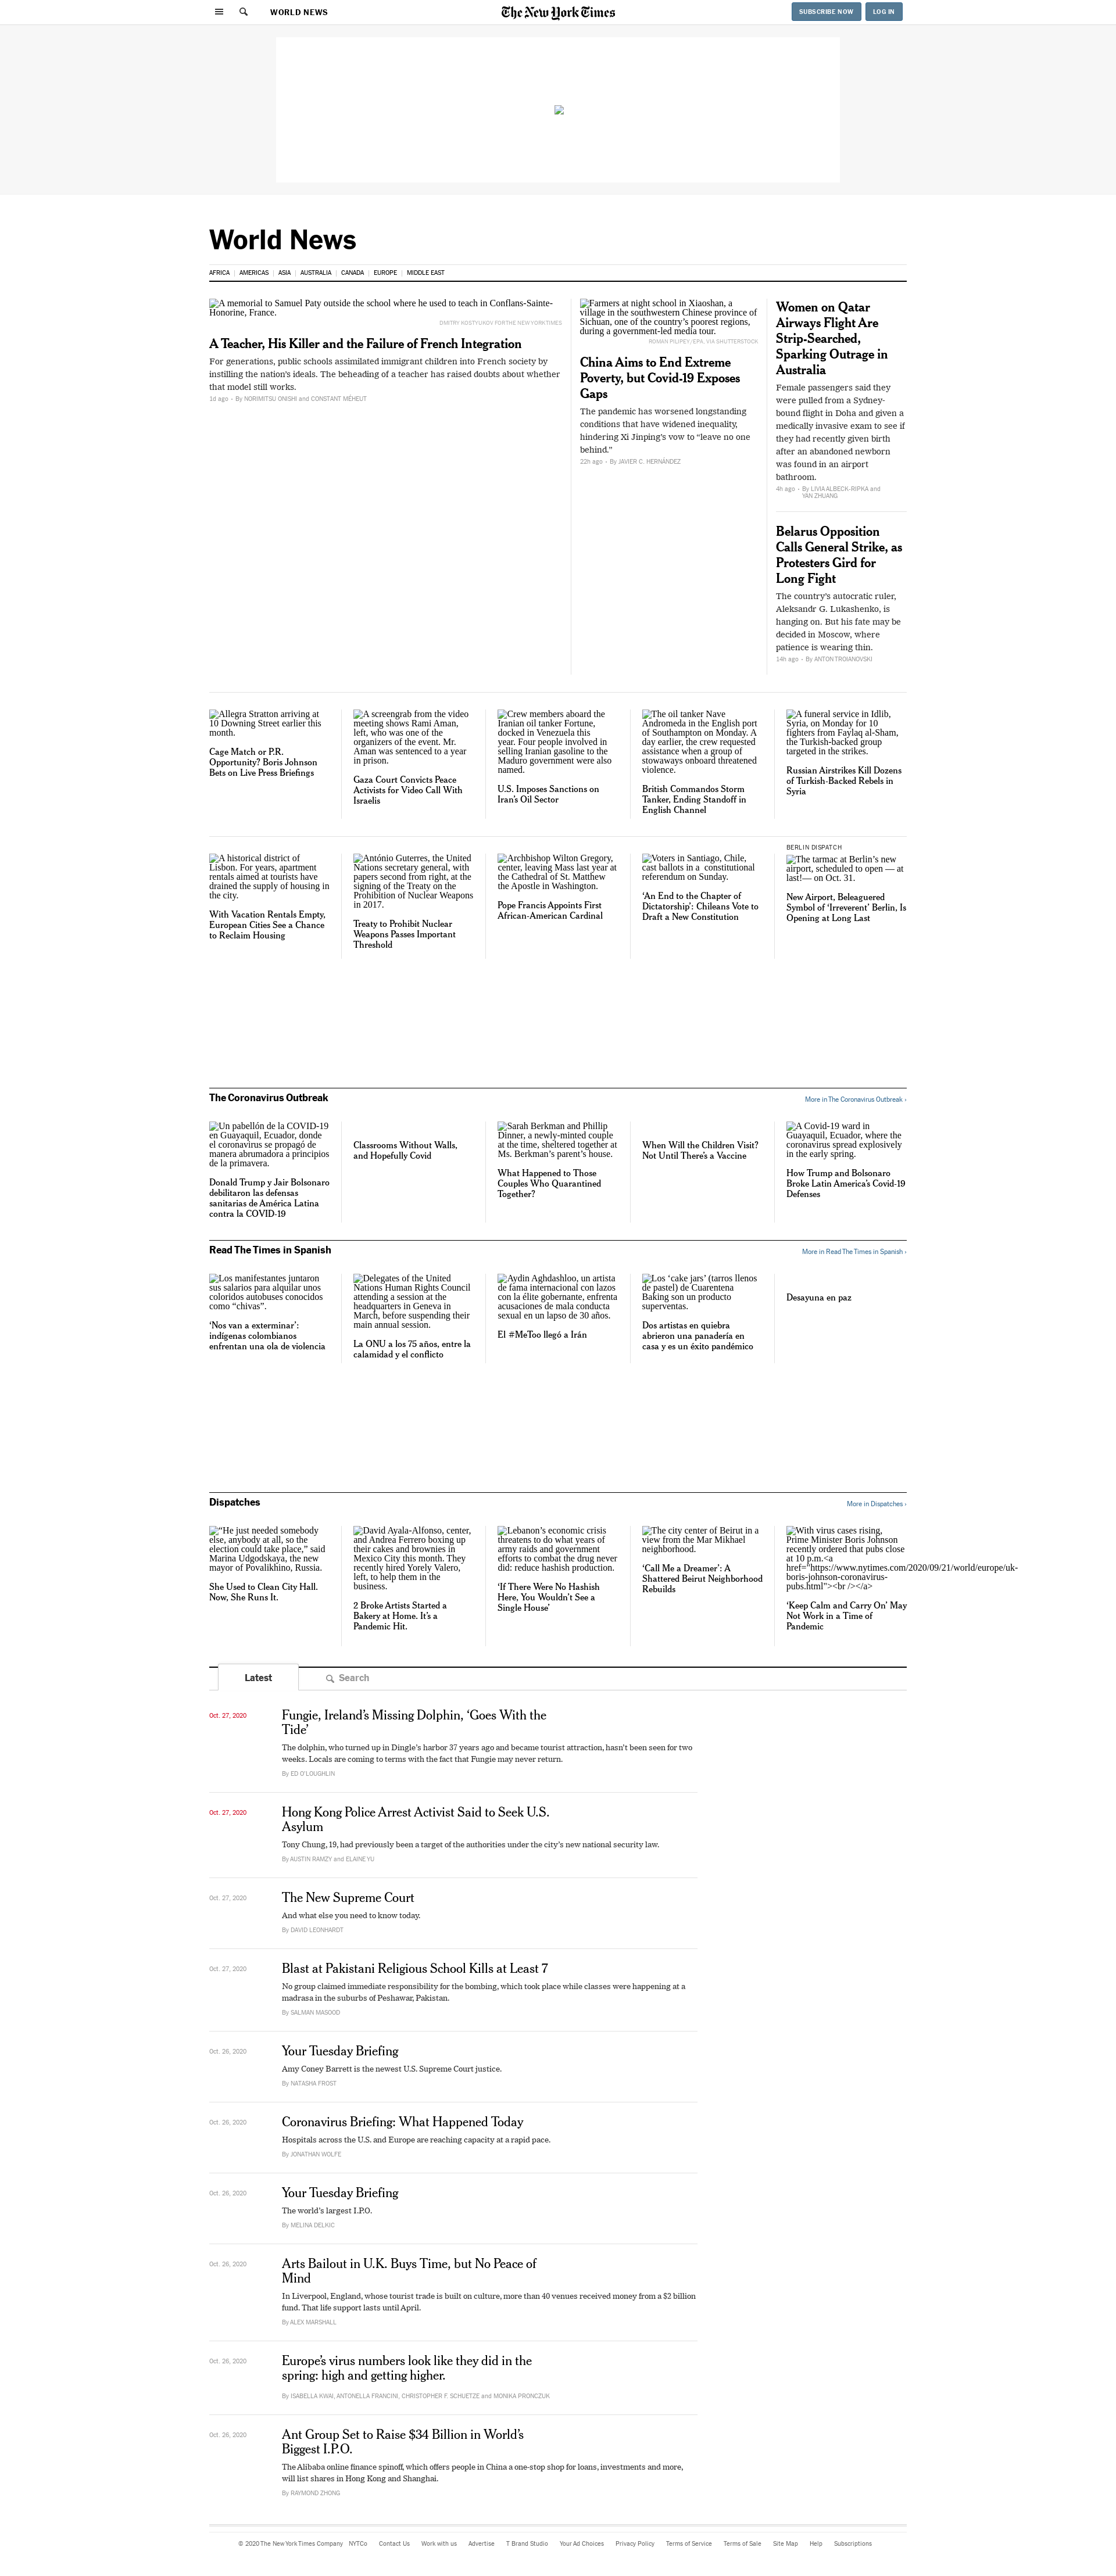 WORLD NEWS
The New York Times
SUBSCRIBE NOW
LOG IN
World News
AFRICA
AMERICAS
ASIA
AUSTRALIA
CANADA
EUROPE
MIDDLE EAST
A memorial to Samuel Paty outside the school where he used to teach in Conflans-Sainte-
Honorine, France.
DMITRY KOSTYUKOV FOR THE NEW YORK TIMES
A Teacher, His Killer and the Failure of French Integration
For generations, public schools assimilated immigrant children into French society by
instilling the nation's ideals. The beheading of a teacher has raised doubts about whether
that model still works.
1d ago • By NORIMITSU ONISHI and CONSTANT MÉHEUT
Farmers at night school in Xiaoshan, a
village in the southwestern Chinese province of
Sichuan, one of the country's poorest regions,
during a government-led media tour.
ROMAN PILIPEY/EPA, VIA SHUTTERSTOCK
China Aims to End Extreme
Poverty, but Covid-19 Exposes
Gaps
The pandemic has worsened longstanding
conditions that have widened inequality,
hindering Xi Jinping's vow to “leave no one
behind.”
22h ago • By JAVIER C. HERNÁNDEZ
Women on Qatar
Airways Flight Are
Strip-Searched,
Sparking Outrage in
Australia
Female passengers said they
were pulled from a Sydney-
bound flight in Doha and given a
medically invasive exam to see if
they had recently given birth
after an abandoned newborn
was found in an airport
bathroom.
4h ago • By LIVIA ALBECK-RIPKA and
YAN ZHUANG
Belarus Opposition
Calls General Strike, as
Protesters Gird for
Long Fight
The country's autocratic ruler,
Aleksandr G. Lukashenko, is
hanging on. But his fate may be
decided in Moscow, where
patience is wearing thin.
14h ago • By ANTON TROIANOVSKI
Allegra Stratton arriving at
10 Downing Street earlier this
month.
Cage Match or P.R.
Opportunity? Boris Johnson
Bets on Live Press Briefings
A screengrab from the video
meeting shows Rami Aman,
left, who was one of the
organizers of the event. Mr.
Aman was sentenced to a year
in prison.
Gaza Court Convicts Peace
Activists for Video Call With
Israelis
Crew members aboard the
Iranian oil tanker Fortune,
docked in Venezuela this
year. Four people involved in
selling Iranian gasoline to the
Maduro government were also
named.
U.S. Imposes Sanctions on
Iran’s Oil Sector
The oil tanker Nave
Andromeda in the English port
of Southampton on Monday. A
day earlier, the crew requested
assistance when a group of
stowaways onboard threatened
violence.
British Commandos Storm
Tanker, Ending Standoff in
English Channel
A funeral service in Idlib,
Syria, on Monday for 10
fighters from Faylaq al-Sham,
the Turkish-backed group
targeted in the strikes.
Russian Airstrikes Kill Dozens
of Turkish-Backed Rebels in
Syria
A historical district of
Lisbon. For years, apartment
rentals aimed at tourists have
drained the supply of housing in
the city.
With Vacation Rentals Empty,
European Cities See a Chance
to Reclaim Housing
António Guterres, the United
Nations secretary general, with
papers second from right, at the
signing of the Treaty on the
Prohibition of Nuclear Weapons
in 2017.
Treaty to Prohibit Nuclear
Weapons Passes Important
Threshold
Archbishop Wilton Gregory,
center, leaving Mass last year at
the Cathedral of St. Matthew
the Apostle in Washington.
Pope Francis Appoints First
African-American Cardinal
Voters in Santiago, Chile,
cast ballots in a constitutional
referendum on Sunday.
‘An End to the Chapter of
Dictatorship’: Chileans Vote to
Draft a New Constitution
BERLIN DISPATCH
The tarmac at Berlin’s new
airport, scheduled to open — at
last!— on Oct. 31.
New Airport, Beleaguered
Symbol of ‘Irreverent’ Berlin, Is
Opening at Long Last
The Coronavirus Outbreak
More in The Coronavirus Outbreak ›
Un pabellón de la COVID-19
en Guayaquil, Ecuador, donde
el coronavirus se propagó de
manera abrumadora a principios
de la primavera.
Donald Trump y Jair Bolsonaro
debilitaron las defensas
sanitarias de América Latina
contra la COVID-19
Classrooms Without Walls,
and Hopefully Covid
Sarah Berkman and Phillip
Dinner, a newly-minted couple
at the time, sheltered together at
Ms. Berkman’s parent’s house.
What Happened to Those
Couples Who Quarantined
Together?
When Will the Children Visit?
Not Until There’s a Vaccine
A Covid-19 ward in
Guayaquil, Ecuador, where the
coronavirus spread explosively
in the early spring.
How Trump and Bolsonaro
Broke Latin America’s Covid-19
Defenses
Read The Times in Spanish
More in Read The Times in Spanish ›
Los manifestantes juntaron
sus salarios para alquilar unos
coloridos autobuses conocidos
como “chivas”.
‘Nos van a exterminar’:
indígenas colombianos
enfrentan una ola de violencia
Delegates of the United
Nations Human Rights Council
attending a session at the
headquarters in Geneva in
March, before suspending their
main annual session.
La ONU a los 75 años, entre la
calamidad y el conflicto
Aydin Aghdashloo, un artista
de fama internacional con lazos
con la élite gobernante, enfrenta
acusaciones de mala conducta
sexual en un lapso de 30 años.
El #MeToo llegó a Irán
Los ‘cake jars’ (tarros llenos
de pastel) de Cuarentena
Baking son un producto
superventas.
Dos artistas en quiebra
abrieron una panadería en
casa y es un éxito pandémico
Desayuna en paz
Dispatches
More in Dispatches ›
“He just needed somebody
else, anybody at all, so the
election could take place,” said
Marina Udgodskaya, the new
mayor of Povalikhino, Russia.
She Used to Clean City Hall.
Now, She Runs It.
David Ayala-Alfonso, center,
and Andrea Ferrero boxing up
their cakes and brownies in
Mexico City this month. They
recently hired Yorely Valero,
left, to help them in the
business.
2 Broke Artists Started a
Bakery at Home. It’s a
Pandemic Hit.
Lebanon’s economic crisis
threatens to do what years of
army raids and government
efforts to combat the drug never
did: reduce hashish production.
‘If There Were No Hashish
Here, You Wouldn’t See a
Single House’
The city center of Beirut in a
view from the Mar Mikhael
neighborhood.
‘Call Me a Dreamer’: A
Shattered Beirut Neighborhood
Rebuilds
With virus cases rising,
Prime Minister Boris Johnson
recently ordered that pubs close
at 10 p.m.<a
href="https://www.nytimes.com/2020/09/21/world/europe/uk-
boris-johnson-coronavirus-
pubs.html"><br /></a>
‘Keep Calm and Carry On’ May
Not Work in a Time of
Pandemic
Latest
Search
Oct. 27, 2020
Fungie, Ireland’s Missing Dolphin, ‘Goes With the
Tide’
The dolphin, who turned up in Dingle’s harbor 37 years ago and became tourist attraction, hasn’t been seen for two
weeks. Locals are coming to terms with the fact that Fungie may never return.
By ED O’LOUGHLIN
Oct. 27, 2020
Hong Kong Police Arrest Activist Said to Seek U.S.
Asylum
Tony Chung, 19, had previously been a target of the authorities under the city’s new national security law.
By AUSTIN RAMZY and ELAINE YU
Oct. 27, 2020
The New Supreme Court
And what else you need to know today.
By DAVID LEONHARDT
Oct. 27, 2020
Blast at Pakistani Religious School Kills at Least 7
No group claimed immediate responsibility for the bombing, which took place while classes were happening at a
madrasa in the suburbs of Peshawar, Pakistan.
By SALMAN MASOOD
Oct. 26, 2020
Your Tuesday Briefing
Amy Coney Barrett is the newest U.S. Supreme Court justice.
By NATASHA FROST
Oct. 26, 2020
Coronavirus Briefing: What Happened Today
Hospitals across the U.S. and Europe are reaching capacity at a rapid pace.
By JONATHAN WOLFE
Oct. 26, 2020
Your Tuesday Briefing
The world’s largest I.P.O.
By MELINA DELKIC
Oct. 26, 2020
Arts Bailout in U.K. Buys Time, but No Peace of
Mind
In Liverpool, England, whose tourist trade is built on culture, more than 40 venues received money from a $2 billion
fund. That life support lasts until April.
By ALEX MARSHALL
Oct. 26, 2020
Europe’s virus numbers look like they did in the
spring: high and getting higher.
By ISABELLA KWAI, ANTONELLA FRANCINI, CHRISTOPHER F. SCHUETZE and MONIKA PRONCZUK
Oct. 26, 2020
Ant Group Set to Raise $34 Billion in World’s
Biggest I.P.O.
The Alibaba online finance spinoff, which offers people in China a one-stop shop for loans, investments and more,
will list shares in Hong Kong and Shanghai.
By RAYMOND ZHONG
© 2020 The New York Times Company NYTCo Contact Us Work with us Advertise T Brand Studio Your Ad Choices Privacy Policy Terms of Service Terms of Sale Site Map Help Subscriptions